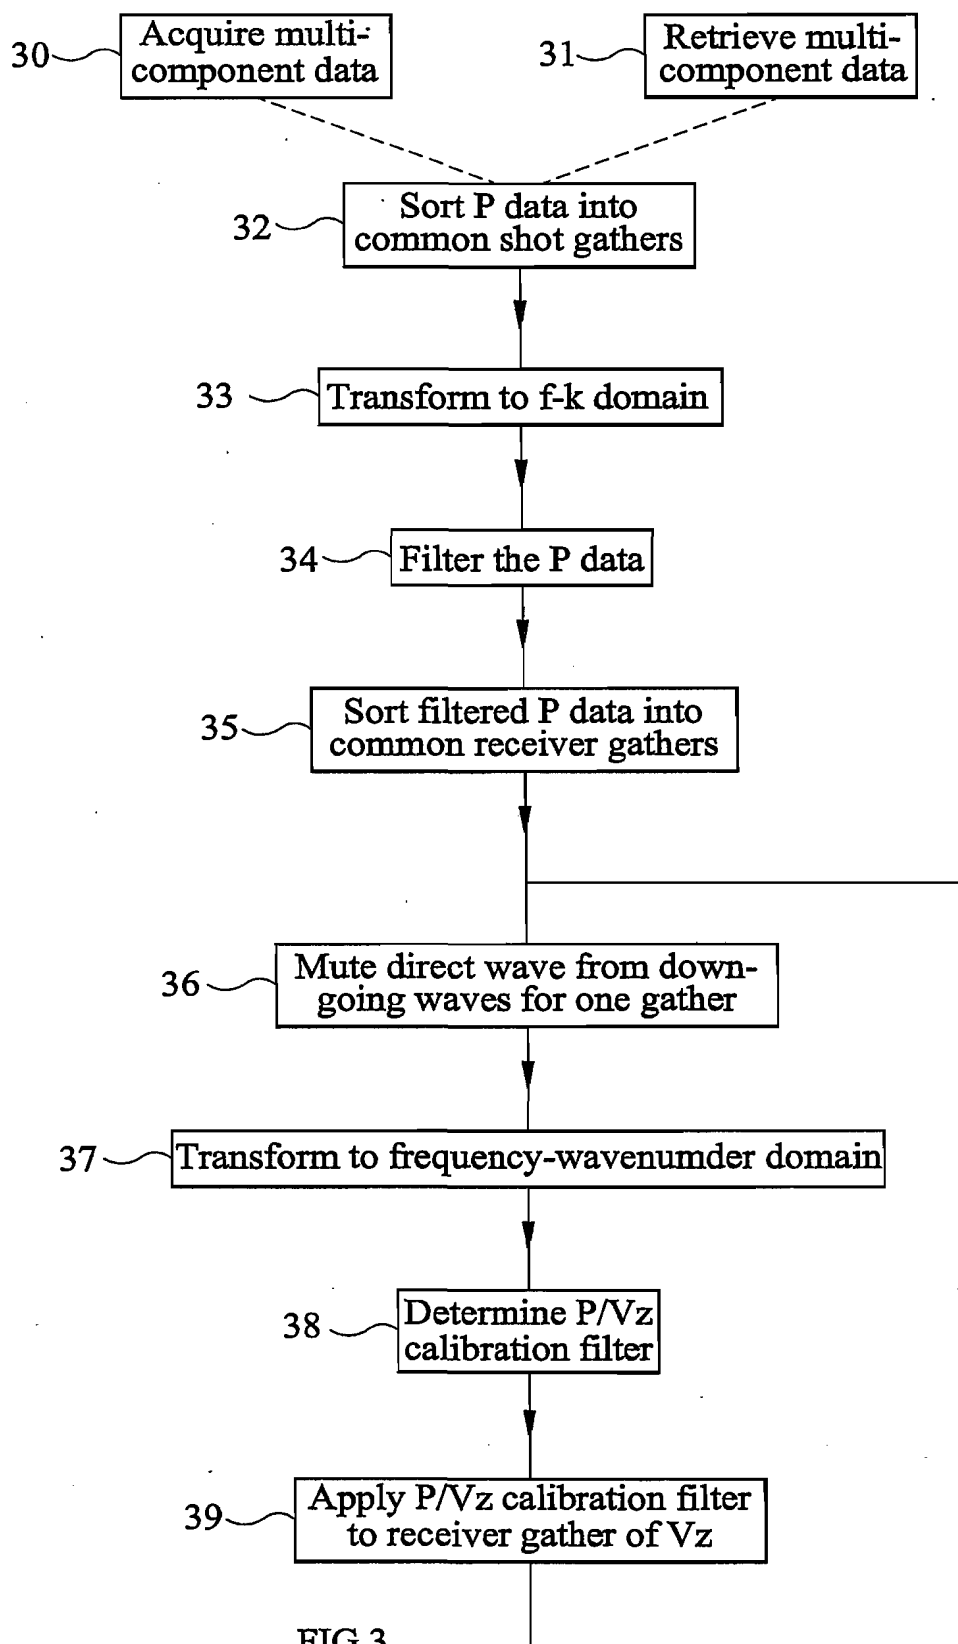 30
Acquire multi-
component data
31
Retrieve multi-
component data
32
Sort P data into
common shot gathers
33
Transform to f-k domain
34
Filter the P data
35
Sort filtered P data into
common receiver gathers
36
Mute direct wave from down-
going waves for one gather
37
Transform to frequency-wavenumder domain
38
Determine P/Vz
calibration filter
39
Apply P/Vz calibration filter
to receiver gather of Vz
FIG 3